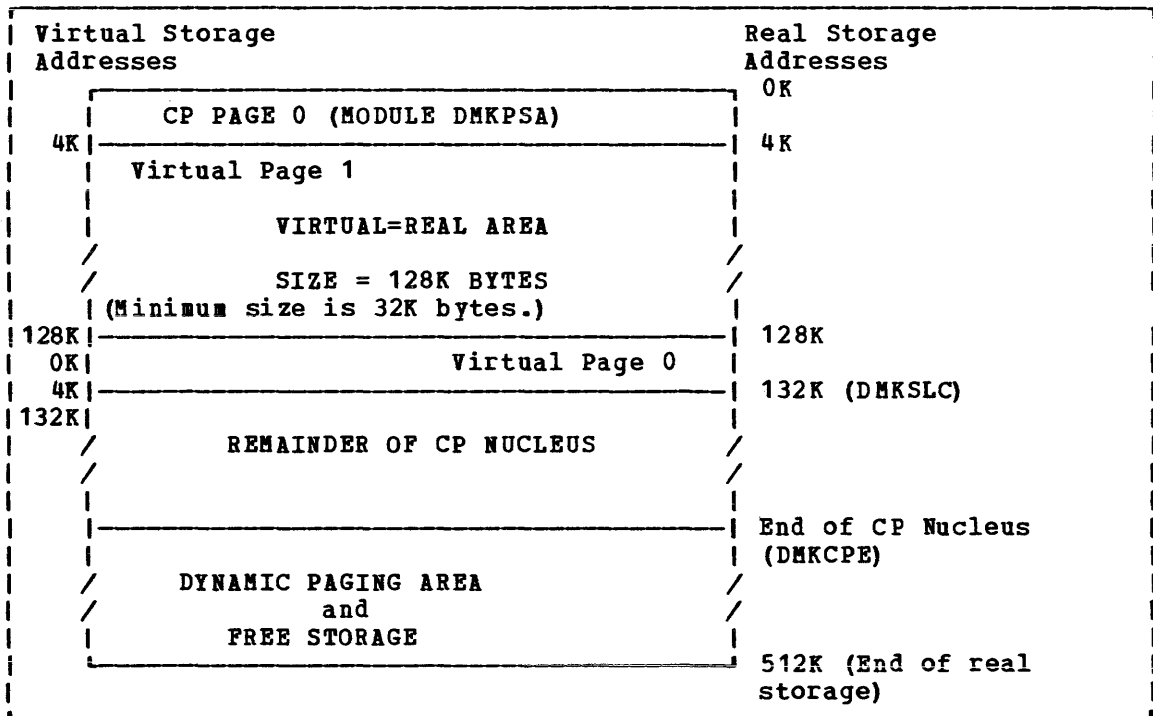 Virtual Storage Real Storage
Addresses Addresses
0K
CP PAGE 0 (MODULE DMKPSA)
4K 4K
Virtual Page 1
VIRTUAL=REAL AREA
SIZE = 128K BYTES
(Minimum size is 32K bytes.)
128K 128K
0K Virtual Page 0
4K 132K (DMKSLC)
132K
REMAINDER OF CP NUCLEUS
End of CP Nucleus
(DMKCPE)
DYNAMIC PAGING AREA
and
FREE STORAGE
512K (End of real
storage)